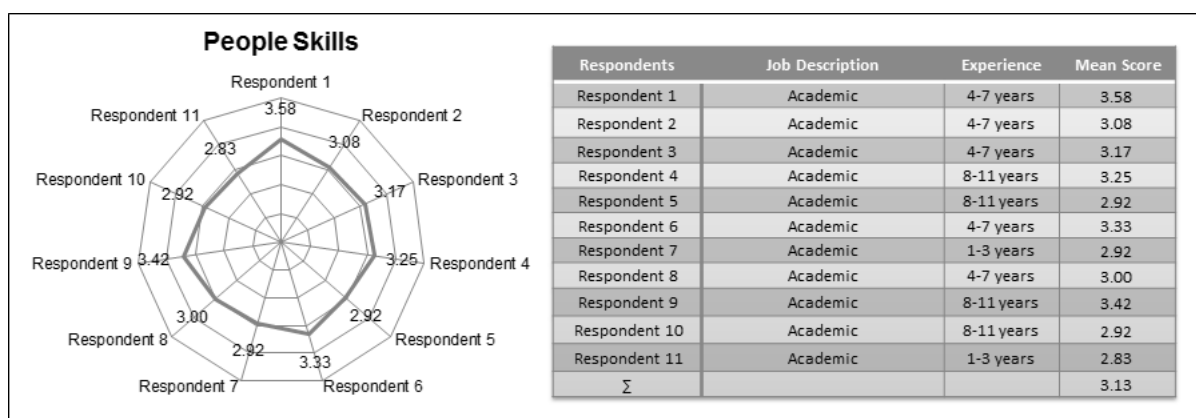 People Skills
Respondent 1
3.58
Respondent 11
Respondent 2
2.83
3.08
Respondent 10
Respondent 3
2.92
3.17
Respondent 9
3.42
3.25
Respondent 4
3.00
2.92
Respondent 8
Respondent 5
2.92
3.33
Respondent 7
Respondent 6
Respondents Job Description Experience Mean Score
Respondent 1 Academic 4-7 years 3.58
Respondent 2 Academic 4-7 years 3.08
Respondent 3 Academic 4-7 years 3.17
Respondent 4 Academic 8-11 years 3.25
Respondent 5 Academic 8-11 years 2.92
Respondent 6 Academic 4-7 years 3.33
Respondent 7 Academic 1-3 years 2.92
Respondent 8 Academic 4-7 years 3.00
Respondent 9 Academic 8-11 years 3.42
Respondent 10 Academic 8-11 years 2.92
Respondent 11 Academic 1-3 years 2.83
∑ 3.13